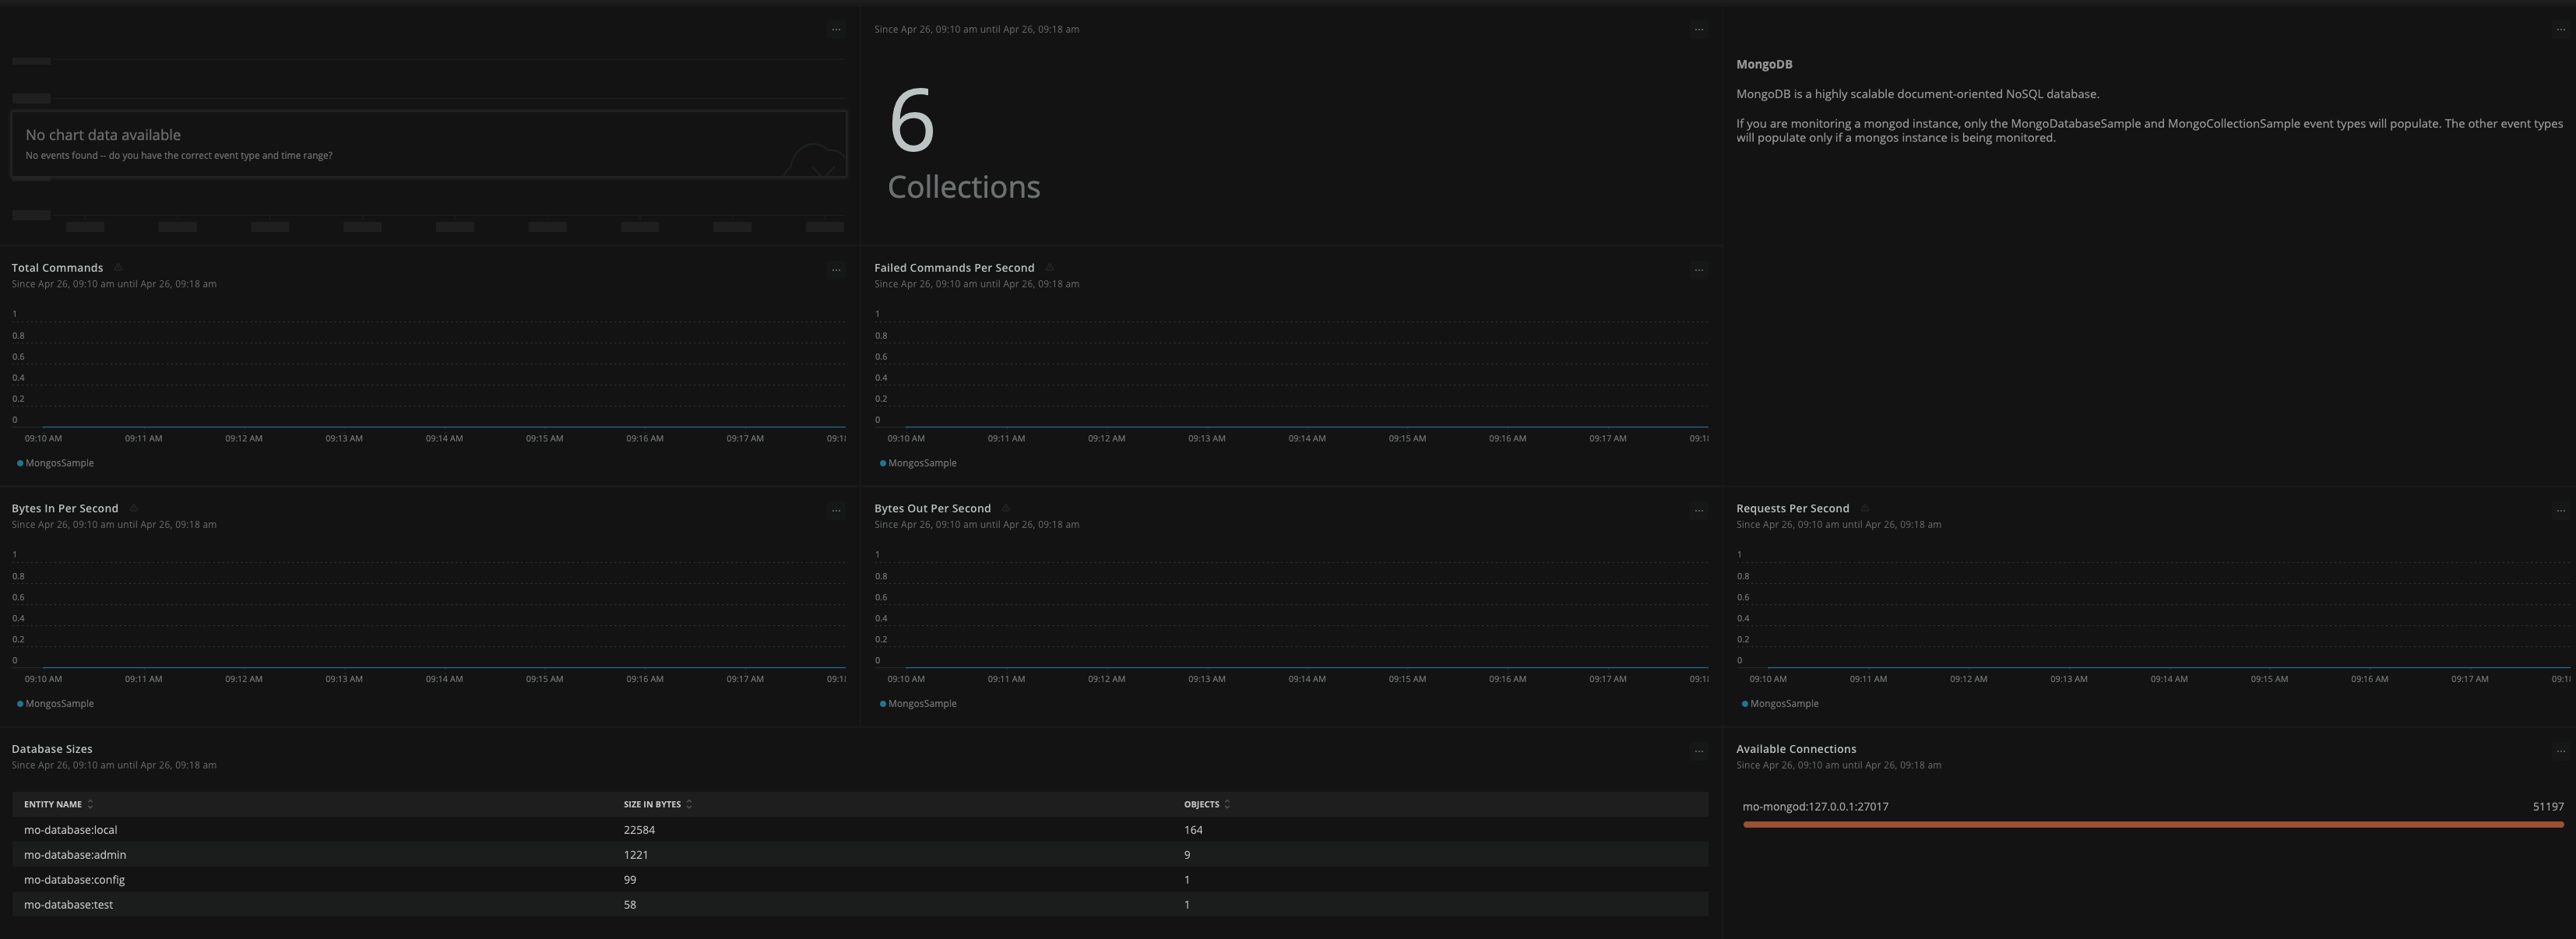 ...
Since Apr 26, 09:10 am until Apr 26, 09:18 am
...
...
No chart data available
No events found -- do you have the correct event type and time range?
6
Collections
MongoDB
MongoDB is a highly scalable document-oriented NoSQL database.
If you are monitoring a mongod instance, only the MongoDatabaseSample and MongoCollectionSample event types will populate. The other event types
will populate only if a mongos instance is being monitored.
Total Commands
...
Since Apr 26, 09:10 am until Apr 26, 09:18 am
1
0.8
0.6
0.4
0.2
0
09:10 AM 09:11 AM 09:12 AM 09:13 AM 09:14 AM 09:15 AM 09:16 AM 09:17 AM 09:18
MongosSample
Failed Commands Per Second
...
Since Apr 26, 09:10 am until Apr 26, 09:18 am
1
0.8
0.6
0.4
0.2
0
09:10 AM 09:11 AM 09:12 AM 09:13 AM 09:14 AM 09:15 AM 09:16 AM 09:17 AM 09:18
MongosSample
Bytes In Per Second
...
Since Apr 26, 09:10 am until Apr 26, 09:18 am
1
0.8
0.6
0.4
0.2
0
09:10 AM 09:11 AM 09:12 AM 09:13 AM 09:14 AM 09:15 AM 09:16 AM 09:17 AM 09:18
MongosSample
Bytes Out Per Second
...
Since Apr 26, 09:10 am until Apr 26, 09:18 am
1
0.8
0.6
0.4
0.2
0
09:10 AM 09:11 AM 09:12 AM 09:13 AM 09:14 AM 09:15 AM 09:16 AM 09:17 AM 09:18
MongosSample
Requests Per Second
...
Since Apr 26, 09:10 am until Apr 26, 09:18 am
1
0.8
0.6
0.4
0.2
0
09:10 AM 09:11 AM 09:12 AM 09:13 AM 09:14 AM 09:15 AM 09:16 AM 09:17 AM 09:1
MongosSample
Database Sizes
...
Since Apr 26, 09:10 am until Apr 26, 09:18 am
ENTITY NAME SIZE IN BYTES OBJECTS
mo-database:local 22584 164
mo-database:admin 1221 9
mo-database:config 99 1
mo-database:test 58 1
Available Connections
...
Since Apr 26, 09:10 am until Apr 26, 09:18 am
mo-mongod:127.0.0.1:27017 51197